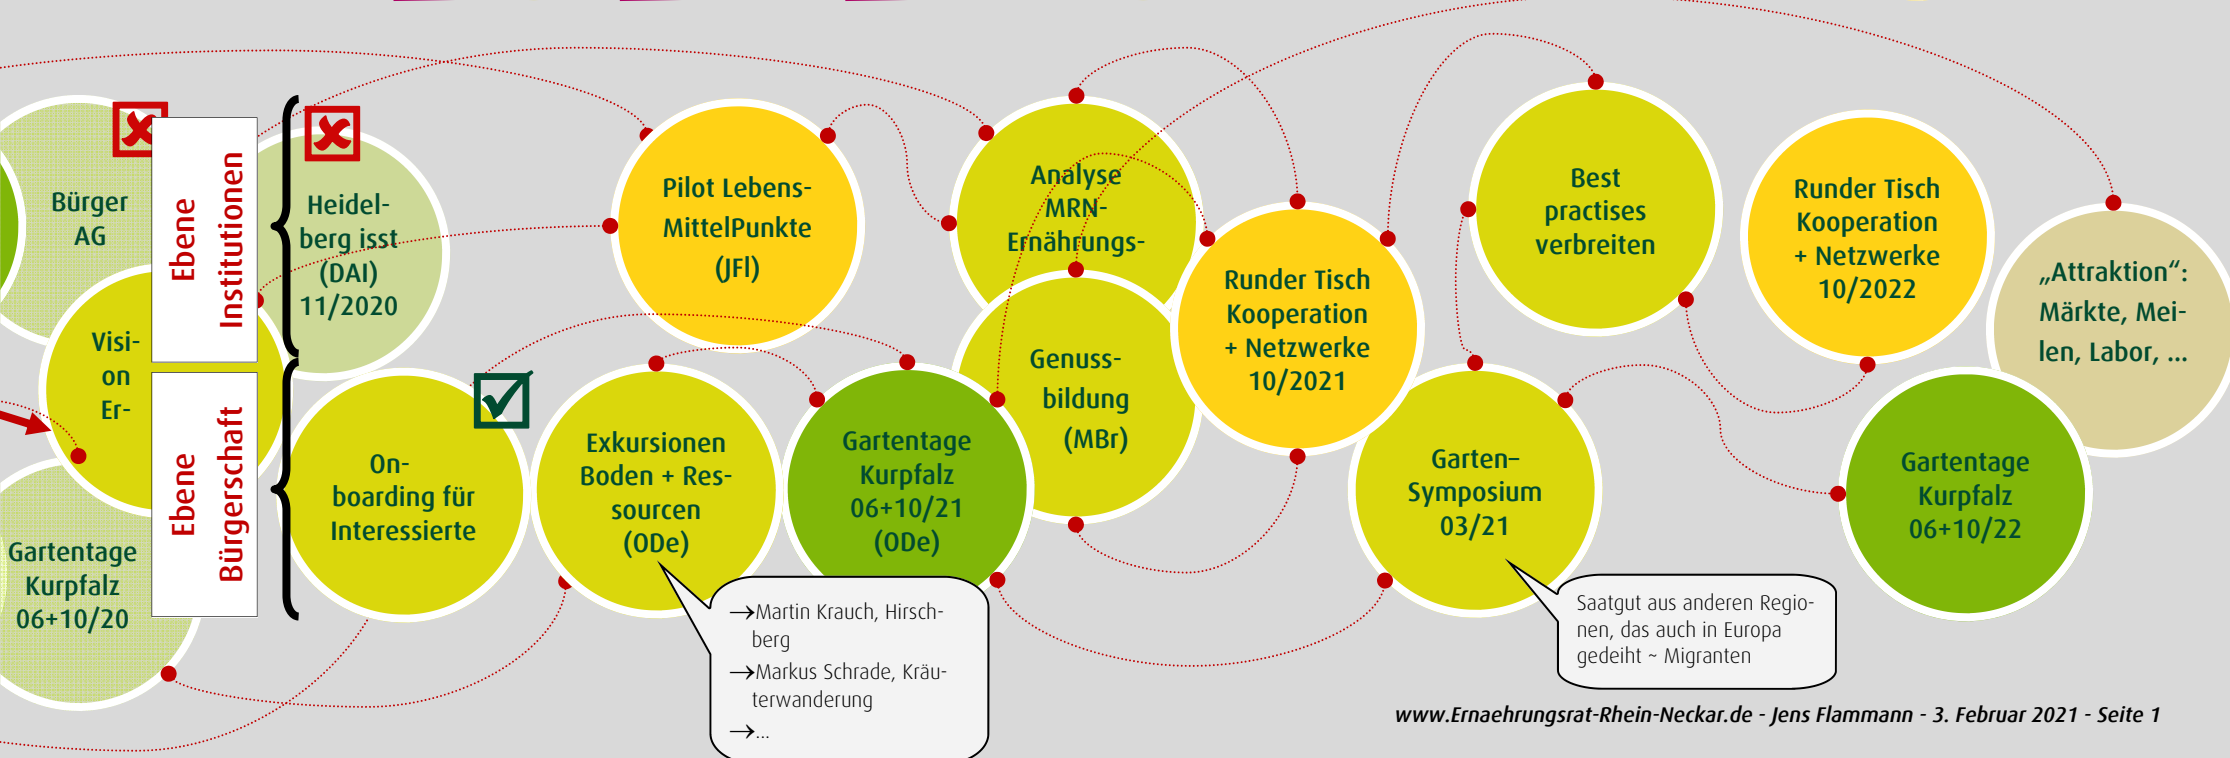 Bürger
AG
Ebene
Institutionen
Heidel-
berg isst
(DAI)
11/2020
Pilot Lebens-
MittelPunkte
(JFl)
Analyse
MRN-
Ernährungs-
Runder Tisch
Kooperation
+ Netzwerke
10/2021
Best
practises
verbreiten
Runder Tisch
Kooperation
+ Netzwerke
10/2022
„Attraktion“:
Märkte, Mei-
len, Labor, ...
Visi-
on
Er-
Ebene
Bürgerschaft
Gartentage
Kurpfalz
06+10/20
On-
boarding für
Interessierte
Exkursionen
Boden + Res-
sourcen
(ODe)
Gartentage
Kurpfalz
06+10/21
(ODe)
Genuss-
bildung
(MBr)
Garten–
Symposium
03/21
Gartentage
Kurpfalz
06+10/22
→Martin Krauch, Hirsch-
berg
→Markus Schrade, Kräu-
terwanderung
→...
Saatgut aus anderen Regio-
nen, das auch in Europa
gedeiht ~ Migranten
www.Ernaehrungsrat-Rhein-Neckar.de - Jens Flammann - 3. Februar 2021 - Seite 1